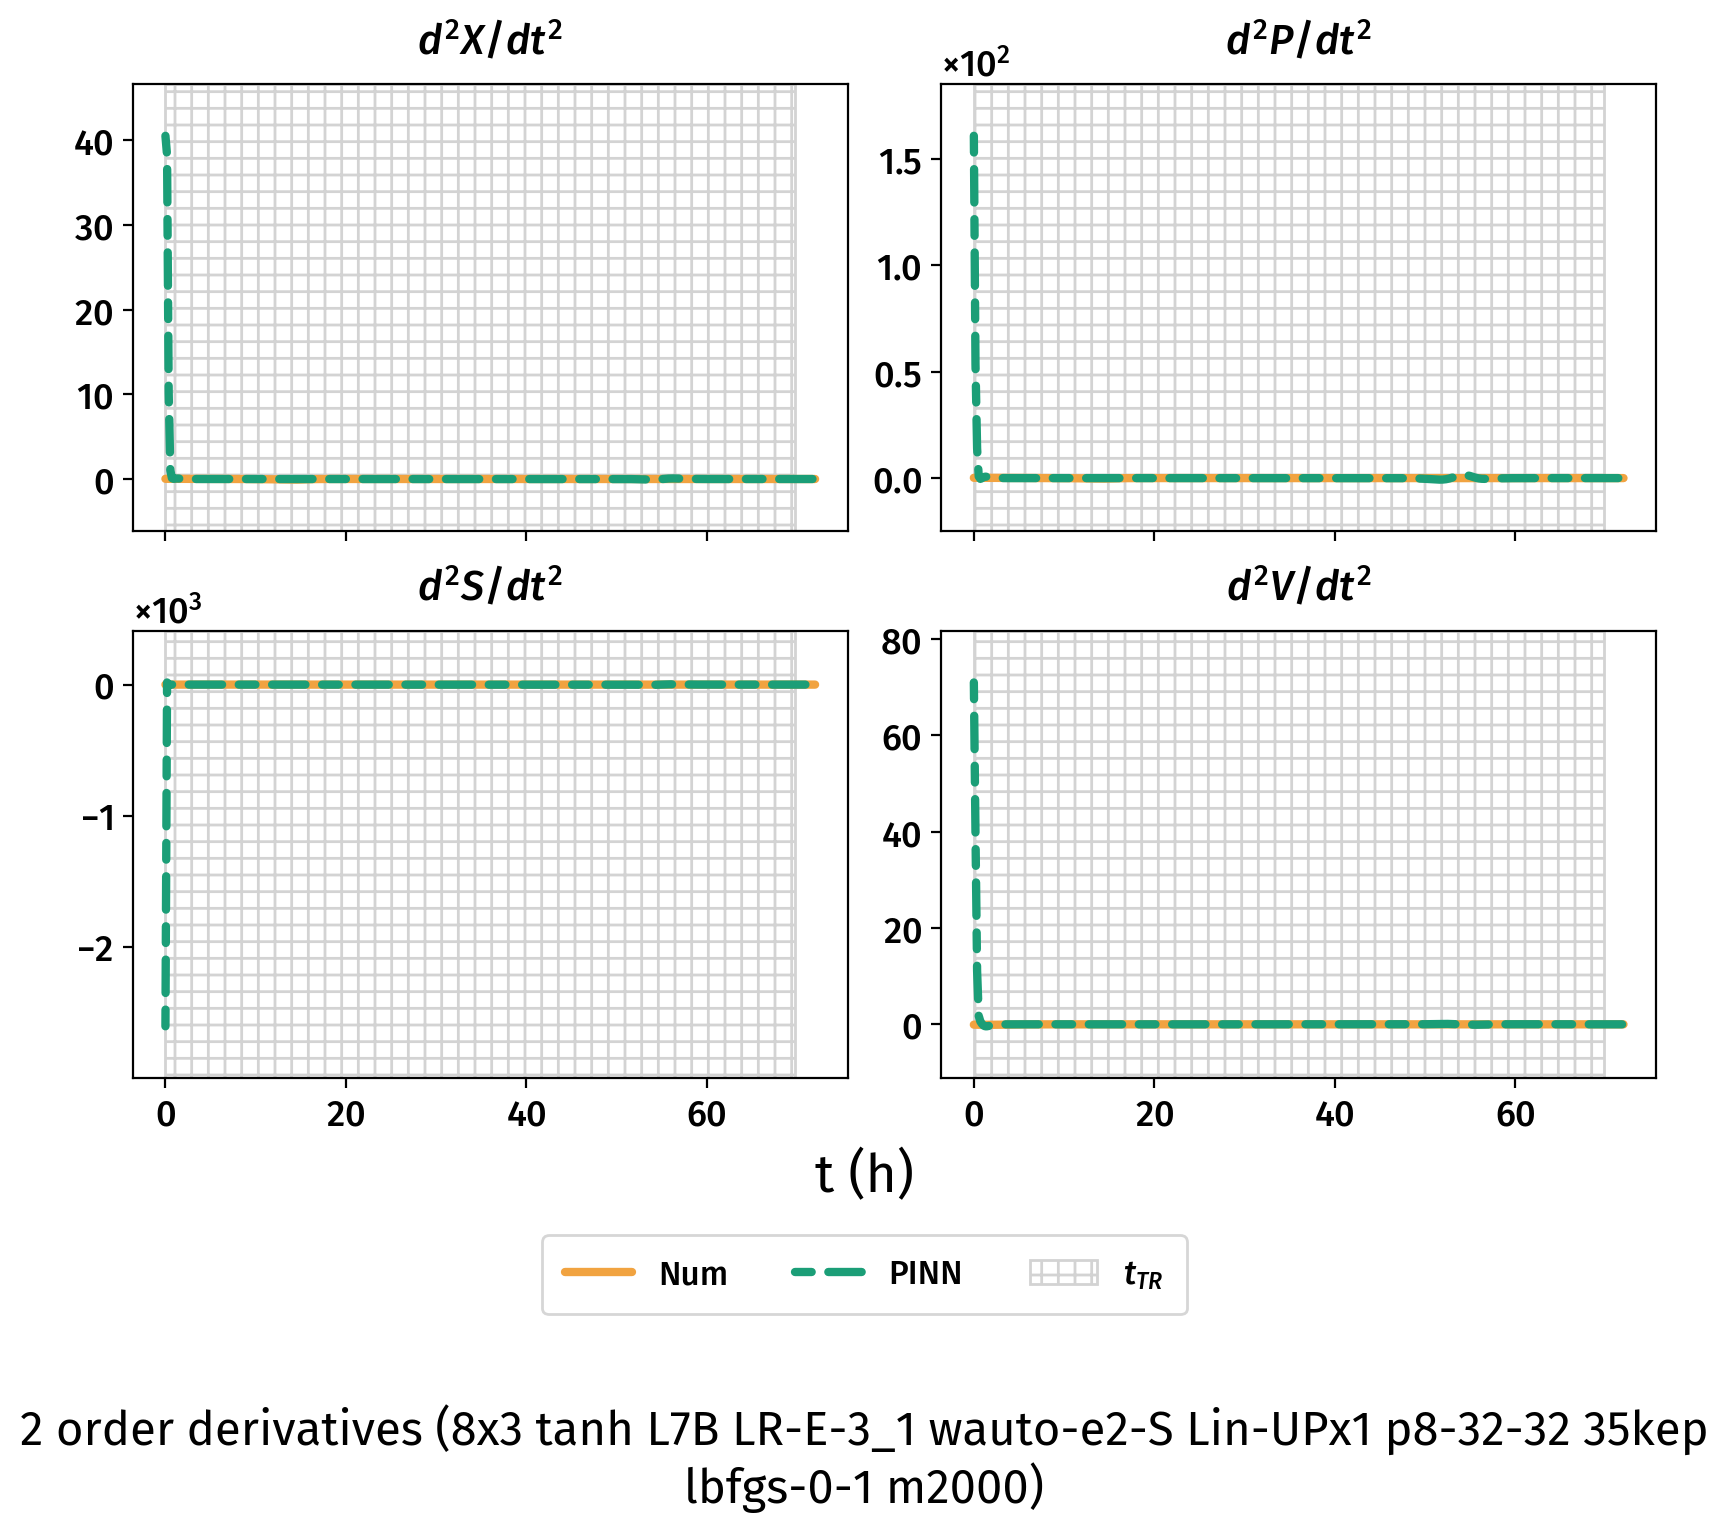 d²X/dt²
d²P/dt²
×10²
40
30
20
10
0
1.5
1.0
0.5
0.0
d²S/dt²
d²V/dt²
×10³
0
−1
−2
80
60
40
20
0
0 20 40 60
0 20 40 60
t (h)
Num PINN t_TR
2 order derivatives (8x3 tanh L7B LR-E-3_1 wauto-e2-S Lin-UPx1 p8-32-32 35kep
lbfgs-0-1 m2000)